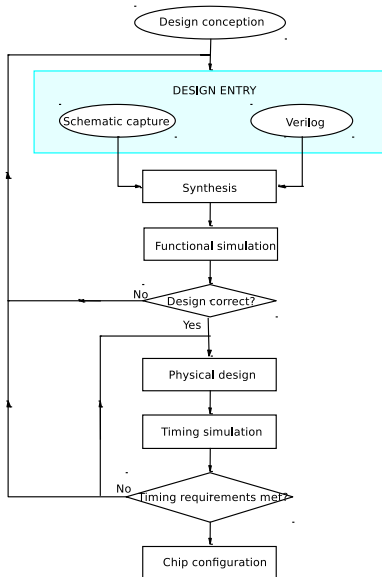 Design conception
DESIGN ENTRY
Schematic capture
Verilog
Synthesis
Functional simulation
Design correct?
No
Yes
Physical design
Timing simulation
Timing requirements met?
No
Chip configuration